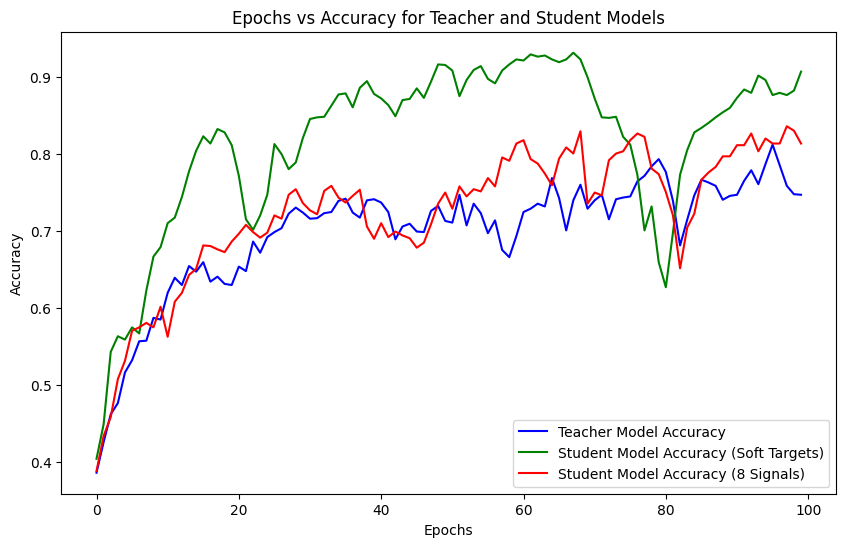 Epochs vs Accuracy for Teacher and Student Models
Accuracy
0.9
0.8
0.7
0.6
0.5
0.4
0 20 40 60 80 100
Epochs
Teacher Model Accuracy
Student Model Accuracy (Soft Targets)
Student Model Accuracy (8 Signals)